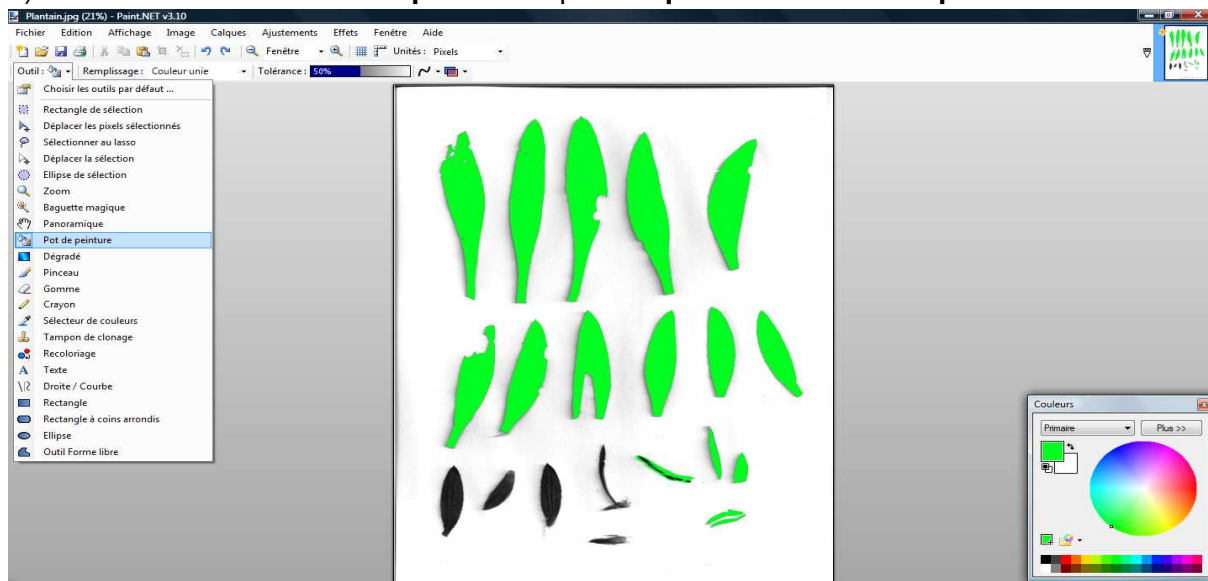 Plantain.jpg (21%) - Paint.NET v3.10
Fichier Edition Affichage Image Calques Ajustements Effets Fenêtre Aide
Fenêtre Unités : Pixels
Outil : Remplissage : Couleur unie Tolérance : 50%
Choisir les outils par défaut ...
Rectangle de sélection
Déplacer les pixels sélectionnés
Sélectionner au lasso
Déplacer la sélection
Ellipse de sélection
Zoom
Baguette magique
Panoramique
Pot de peinture
Dégradé
Pinceau
Gomme
Crayon
Sélecteur de couleurs
Tampon de clonage
Recoloriage
Texte
Droite / Courbe
Rectangle
Rectangle à coins arrondis
Ellipse
Outil Forme libre
Couleurs
Primaire Plus >>